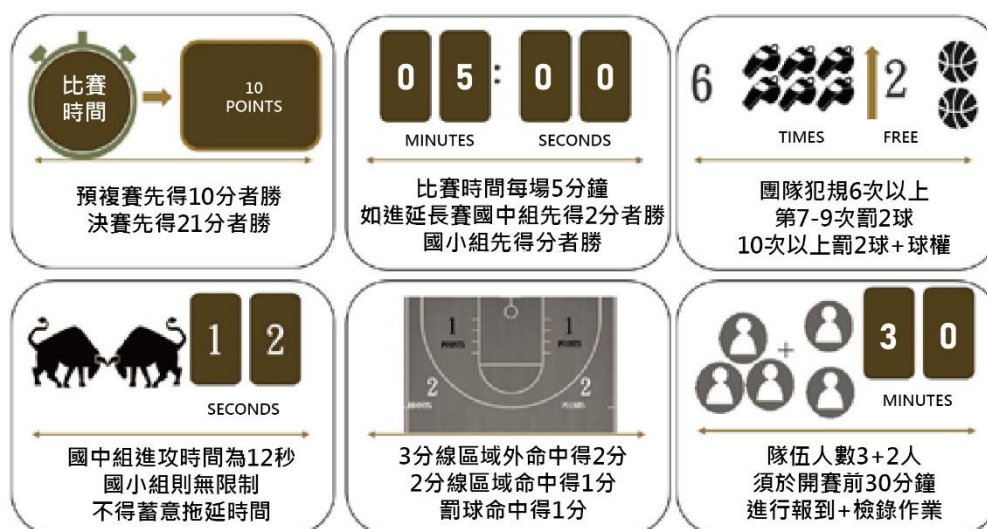 比賽
時間
10
POINTS
預複賽先得10分者勝
決賽先得21分者勝
05:00
MINUTES SECONDS
比賽時間每場5分鐘
如進延長賽國中組先得2分者勝
國小組先得分者勝
6 2
TIMES FREE
團隊犯規6次以上
第7-9次罰2球
10次以上罰2球+球權
12
SECONDS
國中組進攻時間為12秒
國小組則無限制
不得蓄意拖延時間
1 1
POINTS POINTS
2 2
POINTS POINTS
3分線區域外命中得2分
2分線區域命中得1分
罰球命中得1分
+
30
MINUTES
隊伍人數3+2人
須於開賽前30分鐘
進行報到+檢錄作業